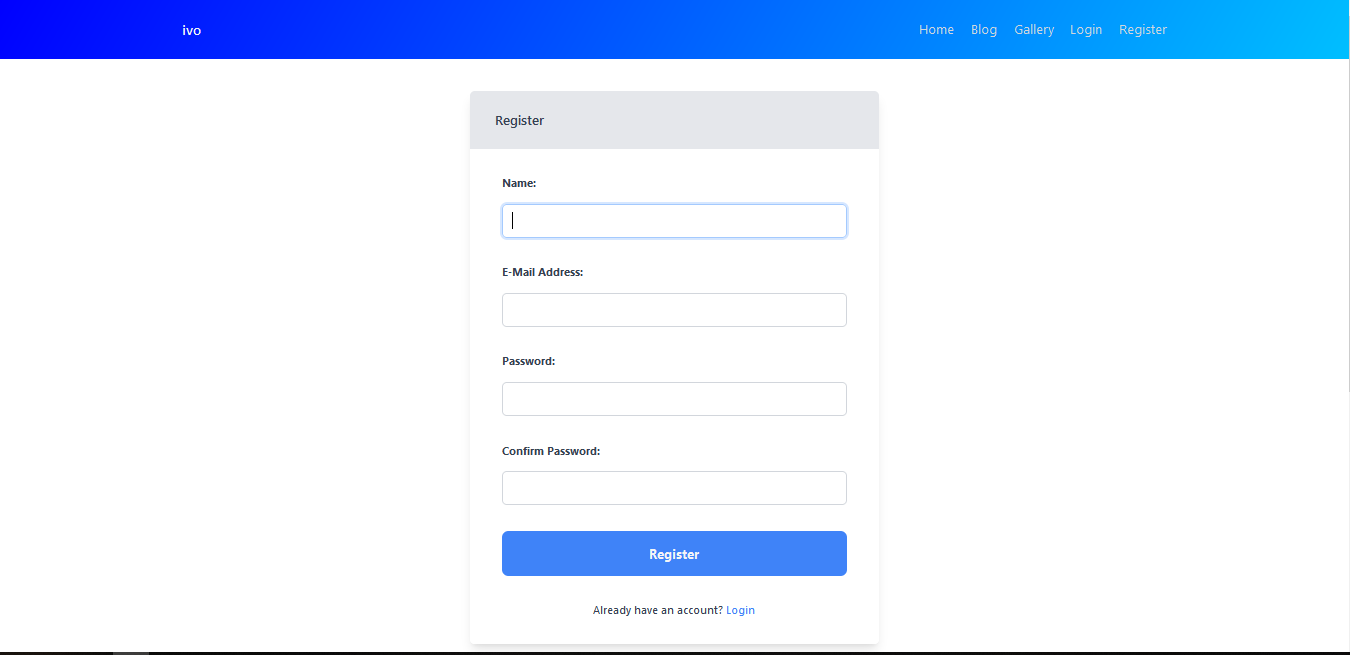 ivo
Home Blog Gallery Login Register
Register
Name:
E-Mail Address:
Password:
Confirm Password:
Register
Already have an account? Login